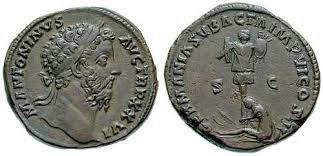 M ANTONINVS AVG TR P XXVI
GERMANIA SVBACTA IMP VI COS III
S C